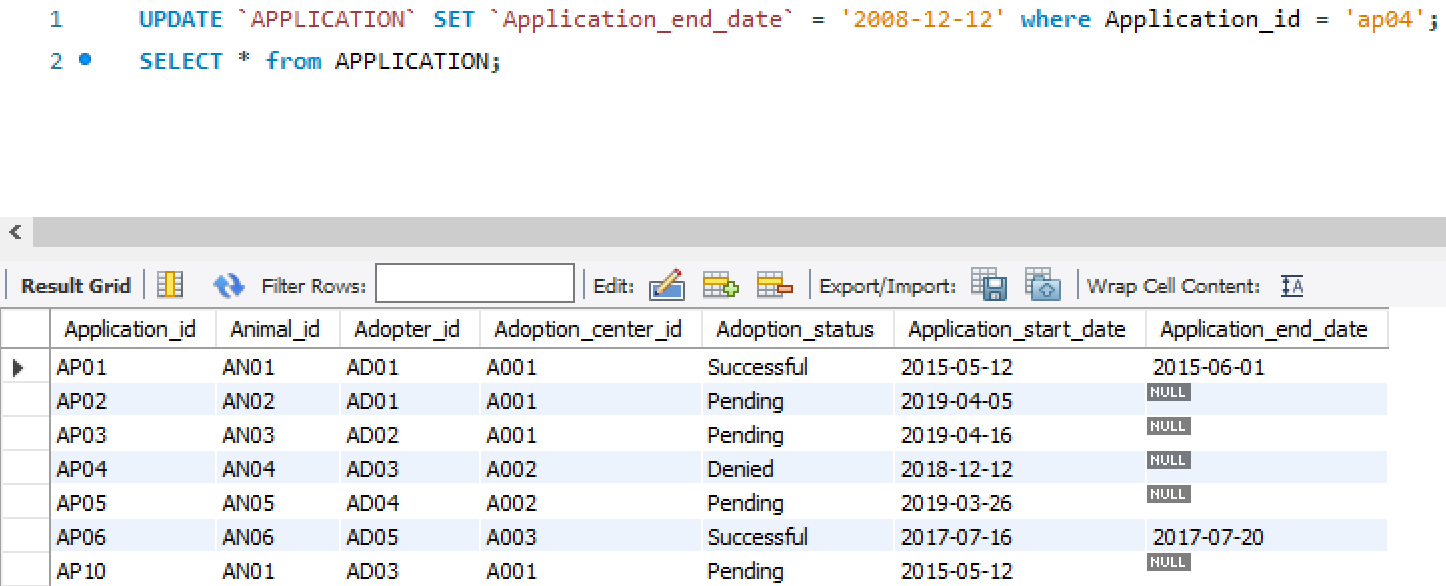 1 UPDATE `APPLICATION` SET `Application_end_date` = '2008-12-12' where Application_id = 'ap04';
2 SELECT * from APPLICATION;
Result Grid Filter Rows: Edit: Export/Import: Wrap Cell Content: IA
Application_id Animal_id Adopter_id Adoption_center_id Adoption_status Application_start_date Application_end_date
AP01 AN01 AD01 A001 Successful 2015-05-12 2015-06-01
AP02 AN02 AD01 A001 Pending 2019-04-05 NULL
AP03 AN03 AD02 A001 Pending 2019-04-16 NULL
AP04 AN04 AD03 A002 Denied 2018-12-12 NULL
AP05 AN05 AD04 A002 Pending 2019-03-26 NULL
AP06 AN06 AD05 A003 Successful 2017-07-16 2017-07-20
AP10 AN01 AD03 A001 Pending 2015-05-12 NULL